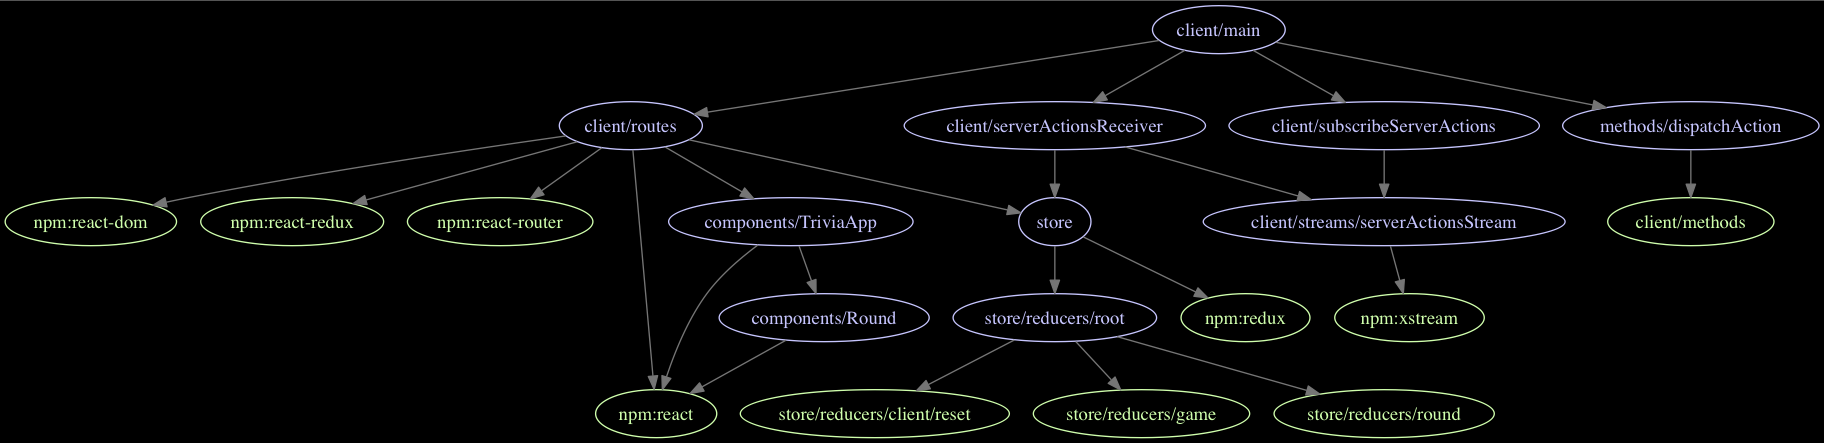 client/main
client/routes
client/serverActionsReceiver
client/subscribeServerActions
methods/dispatchAction
npm:react-dom
npm:react-redux
npm:react-router
components/TriviaApp
store
client/streams/serverActionsStream
client/methods
components/Round
store/reducers/root
npm:redux
npm:xstream
npm:react
store/reducers/client/reset
store/reducers/game
store/reducers/round